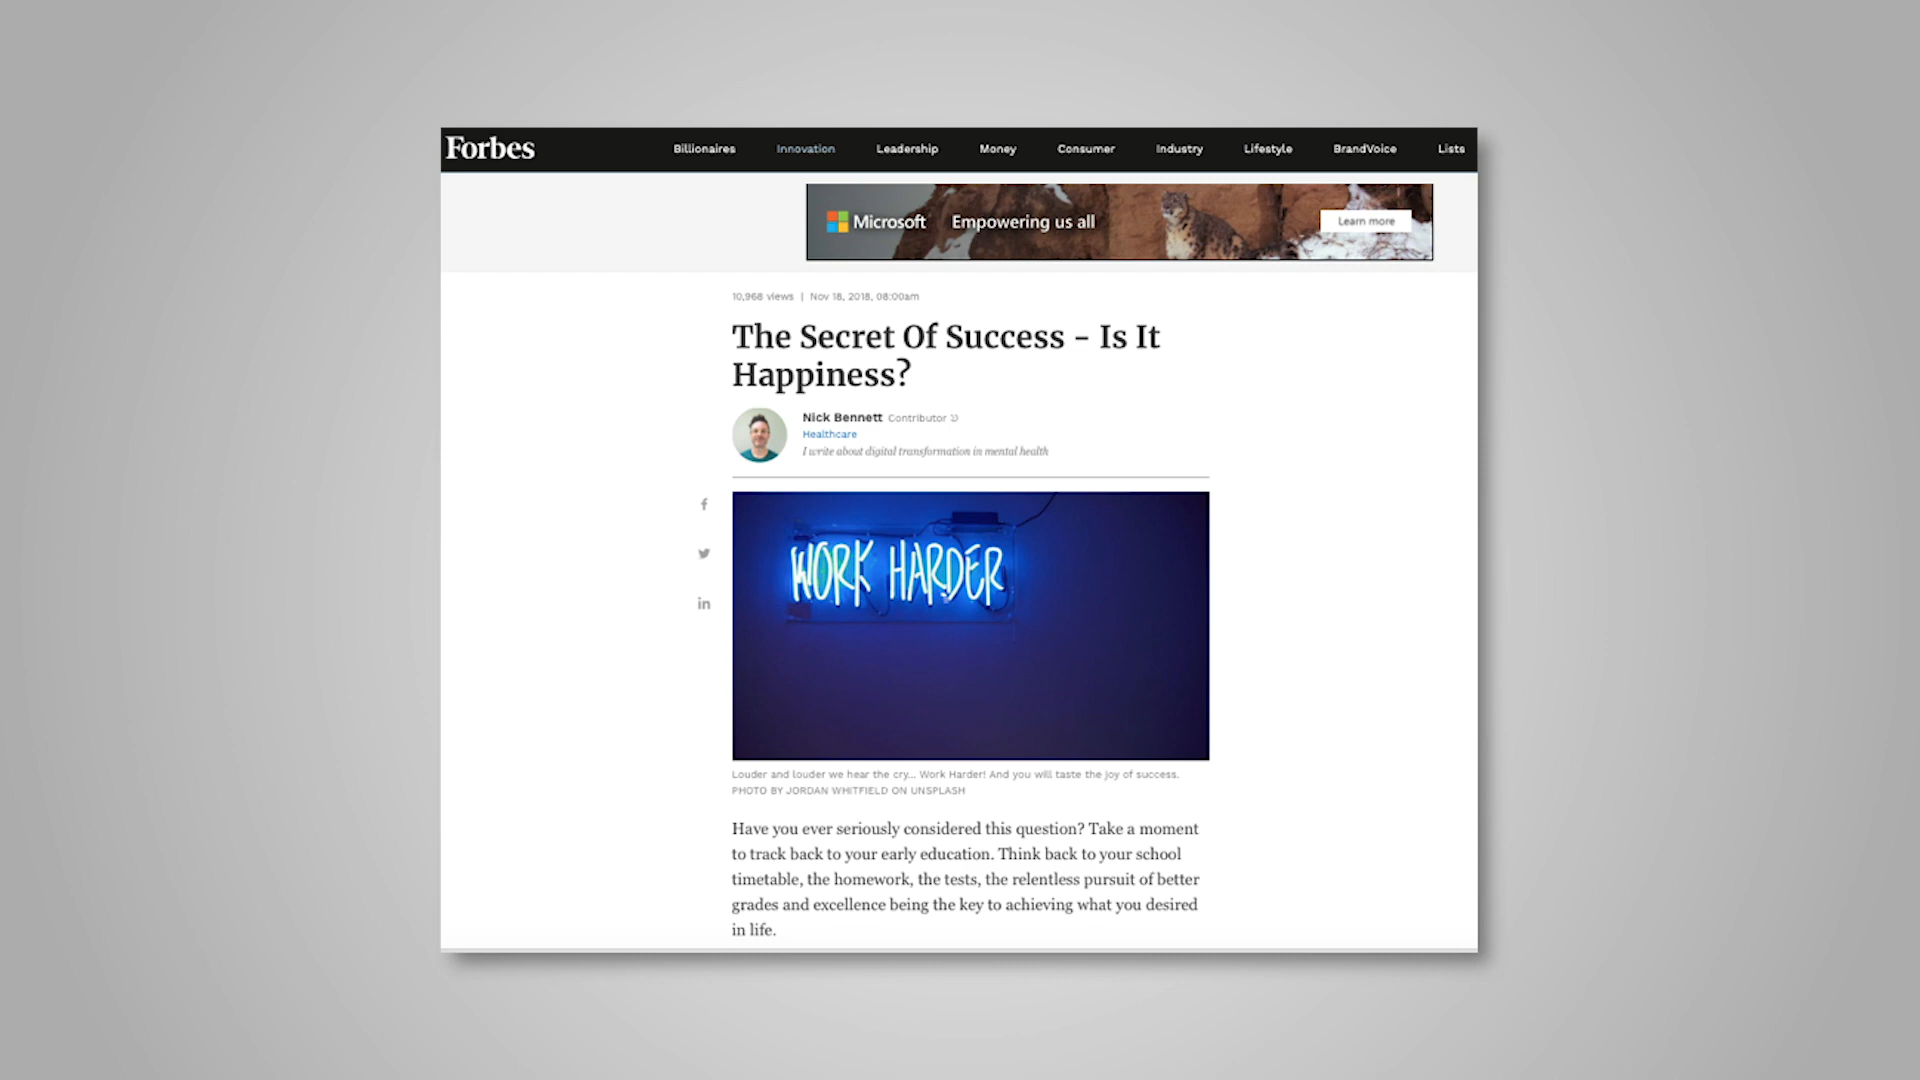 Forbes
Billionaires Innovation Leadership Money Consumer Industry Lifestyle BrandVoice Lists
Microsoft Empowering us all Learn more
10,968 views | Nov 18, 2018, 08:00am
The Secret Of Success - Is It
Happiness?
Nick Bennett Contributor
Healthcare
I write about digital transformation in mental health
WORK HARDER
Louder and louder we hear the cry... Work Harder! And you will taste the joy of success.
PHOTO BY JORDAN WHITFIELD ON UNSPLASH
Have you ever seriously considered this question? Take a moment
to track back to your early education. Think back to your school
timetable, the homework, the tests, the relentless pursuit of better
grades and excellence being the key to achieving what you desired
in life.